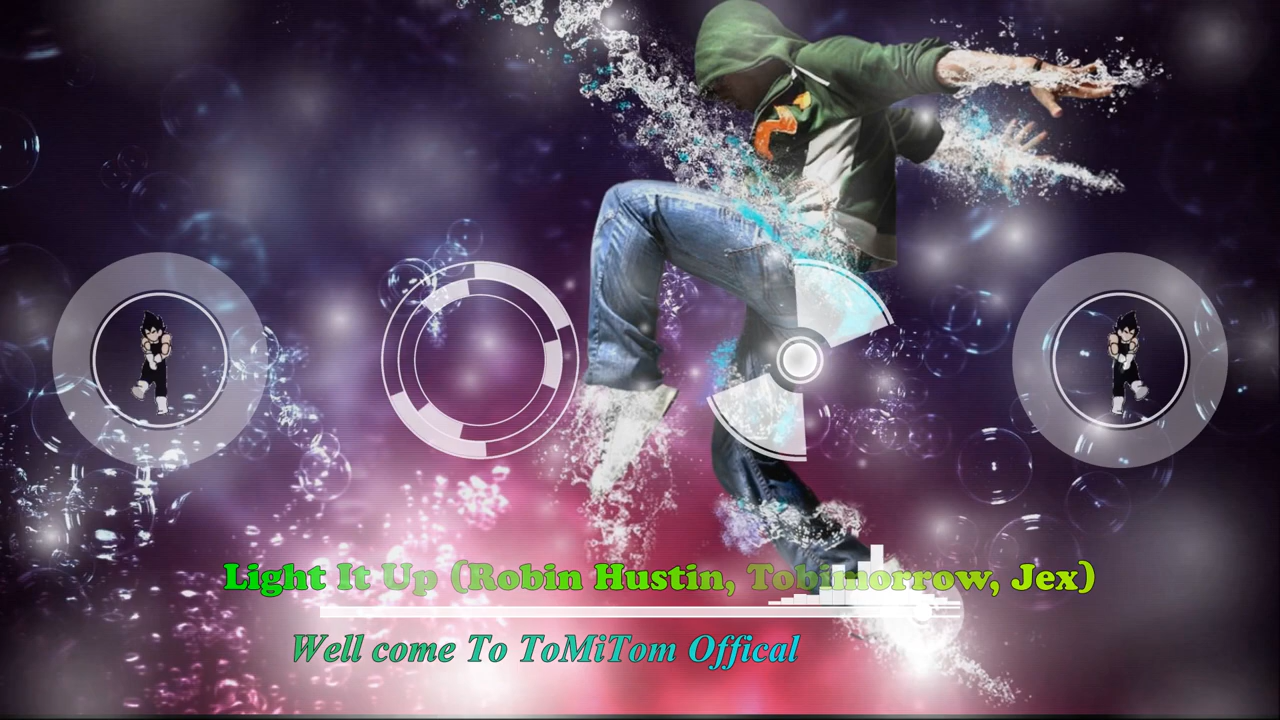 Light It Up (Robin Hustin, Tobimorrow, Jex)
Well come To ToMiTom Offical